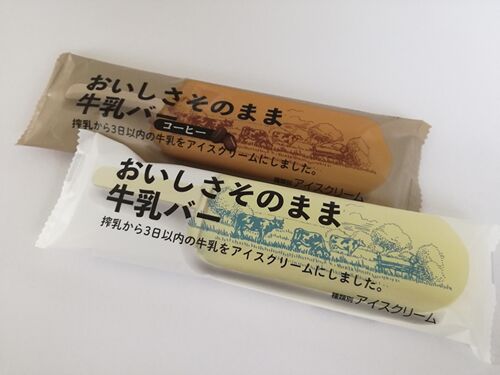 おいしさそのまま
牛乳バー
コーヒー
搾乳から3日以内の牛乳をアイスクリームにしました。
種類別 アイスクリーム
おいしさそのまま
牛乳バー
搾乳から3日以内の牛乳をアイスクリームにしました。
種類別 アイスクリーム